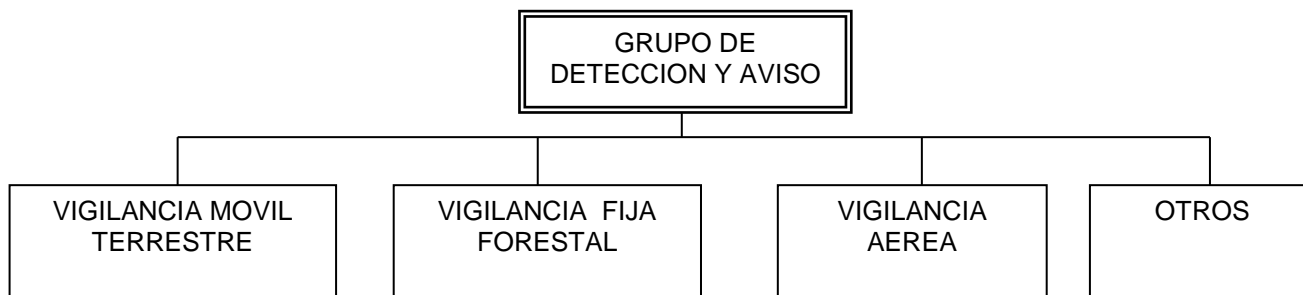 GRUPO DE
DETECCION Y AVISO
VIGILANCIA MOVIL
TERRESTRE
VIGILANCIA FIJA
FORESTAL
VIGILANCIA
AEREA
OTROS